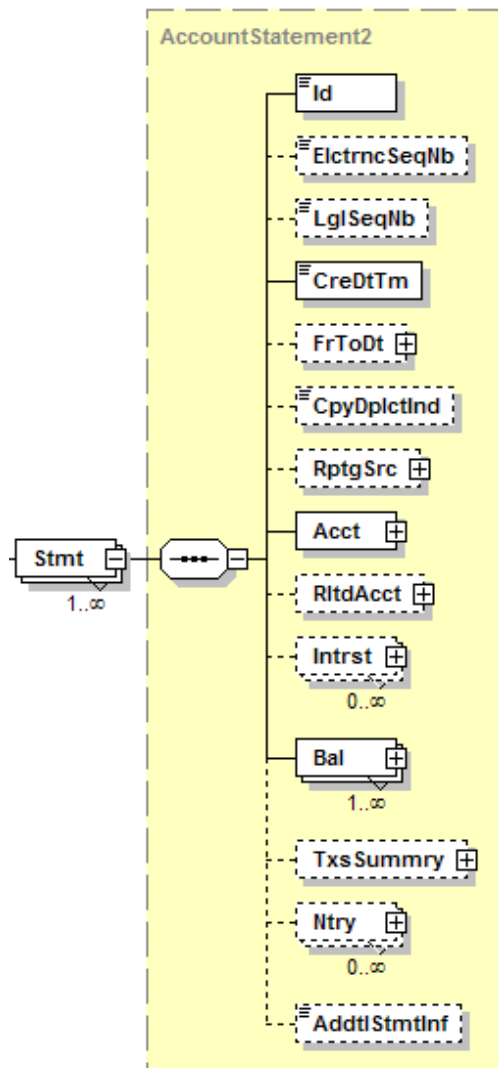 AccountStatement2
Id
ElctrncSeqNb
LglSeqNb
CreDtTm
FrToDt
CpyDplctInd
RptgSrc
Acct
Stmt
1..∞
RltdAcct
Intrst
0..∞
Bal
1..∞
TxsSummry
Ntry
0..∞
AddtlStmtInf